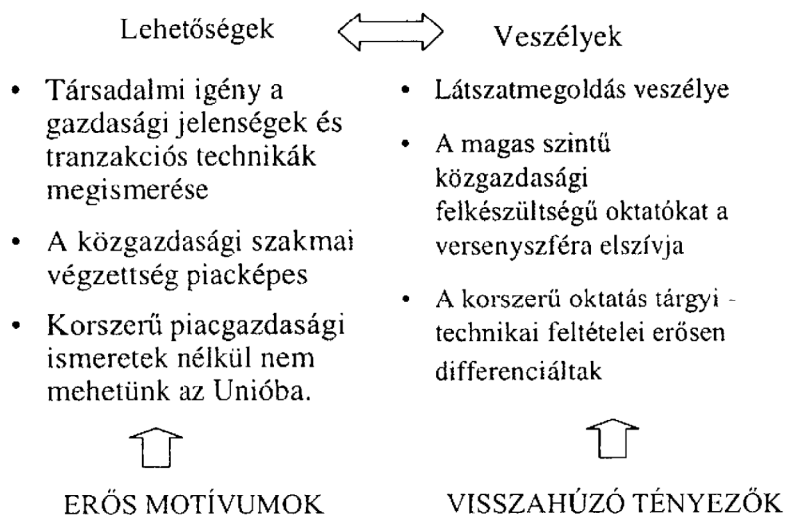 Lehetőségek
• Társadalmi igény a
gazdasági jelenségek és
tranzakciós technikák
megismerése
• A közgazdasági szakmai
végzettség piacképes
• Korszerű piacgazdasági
ismeretek nélkül nem
mehetünk az Unióba.
ERŐS MOTÍVUMOK
Veszélyek
• Látszatmegoldás veszélye
• A magas szintű
közgazdasági
felkészültségű oktatókat a
versenyszféra elszívja
• A korszerű oktatás tárgyi -
technikai feltételei erősen
differenciáltak
VISSZAHÚZÓ TÉNYEZŐK